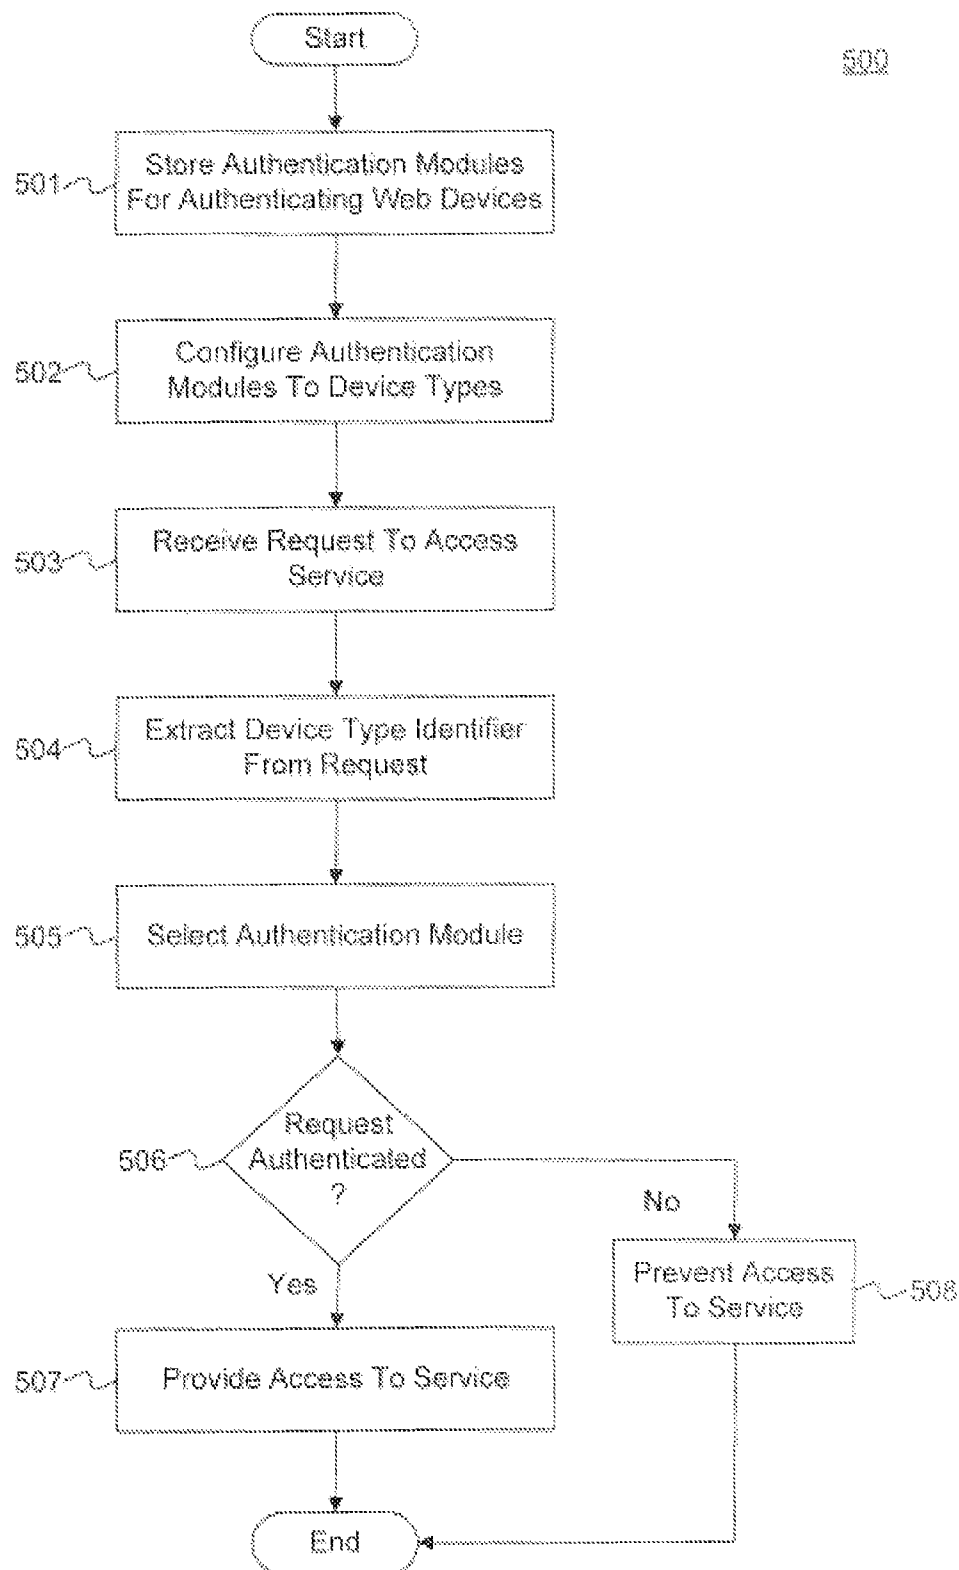 Start
500
501
Store Authentication Modules
For Authenticating Web Devices
502
Configure Authentication
Modules To Device Types
503
Receive Request To Access
Service
504
Extract Device Type Identifier
From Request
505
Select Authentication Module
506
Request
Authenticated
?
No
Yes
Prevent Access
To Service
508
507
Provide Access To Service
End